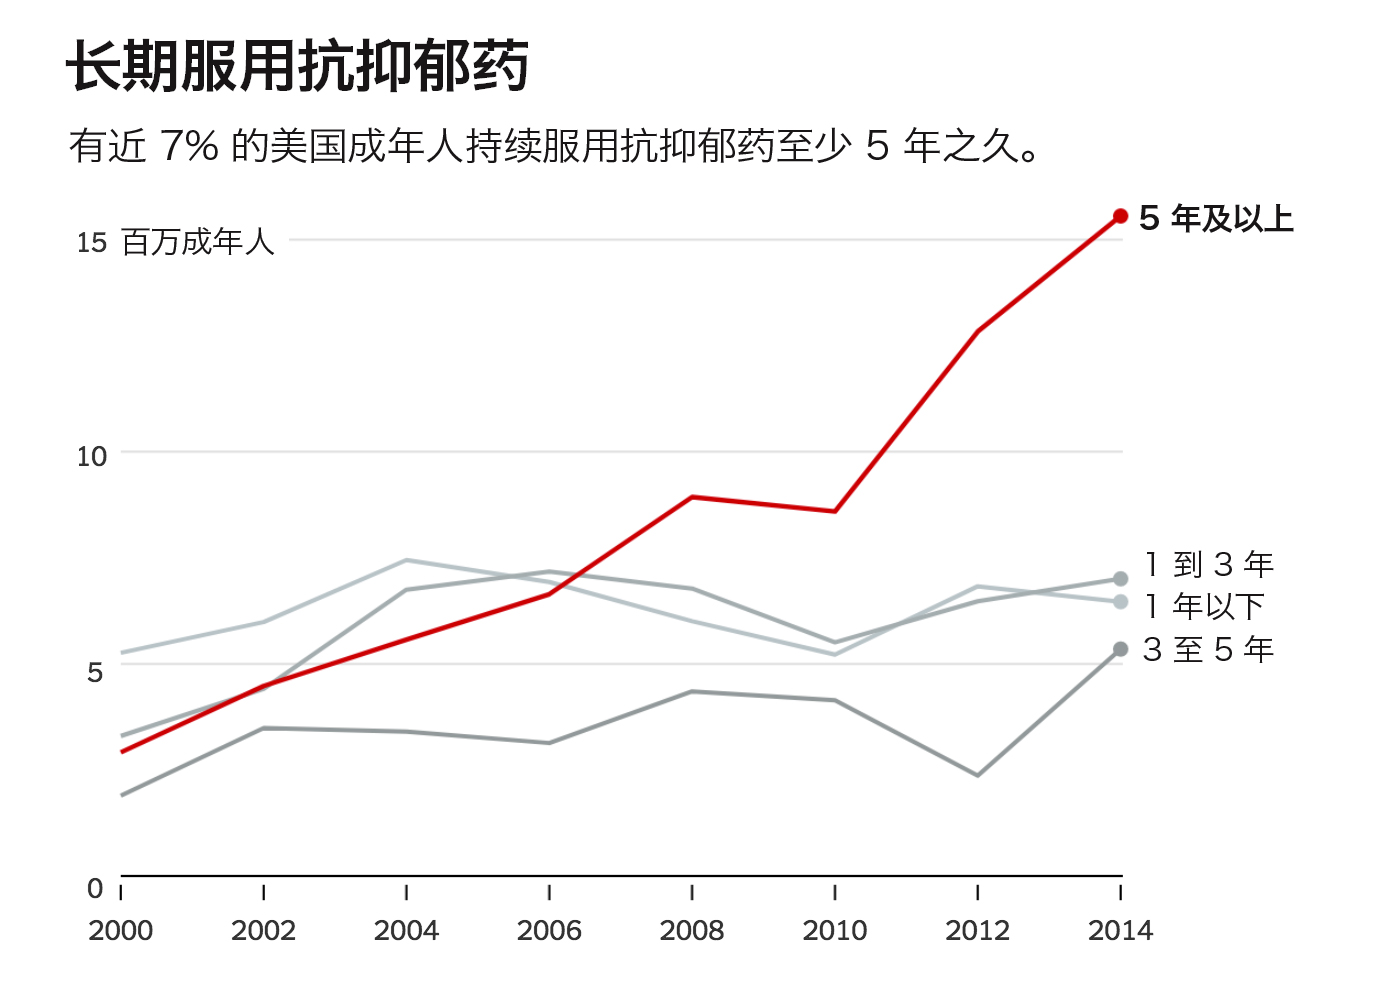 长期服用抗抑郁药
有近 7% 的美国成年人持续服用抗抑郁药至少 5 年之久。
5 年及以上
15 百万成年人
10
1 到 3 年
1 年以下
3 至 5 年
5
0
2000 2002 2004 2006 2008 2010 2012 2014